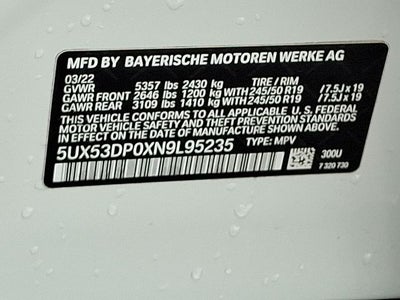 MFD BY BAYERISCHE MOTOREN WERKE AG
03/22
GVWR 5357 lbs 2430 kg TIRE / RIM
GAWR FRONT 2646 lbs 1200 kg WITH 245/50 R19 / 7.5J x 19
GAWR REAR 3109 lbs 1410 kg WITH 245/50 R19 / 7.5J x 19
THIS VEHICLE CONFORMS TO ALL APPLICABLE U.S. FEDERAL
MOTOR VEHICLE SAFETY, BUMPER, AND THEFT PREVENTION
STANDARDS IN EFFECT ON THE DATE OF MANUFACTURE SHOWN ABOVE.
5UX53DP0XN9L95235 TYPE: MPV
300U
7 320 730